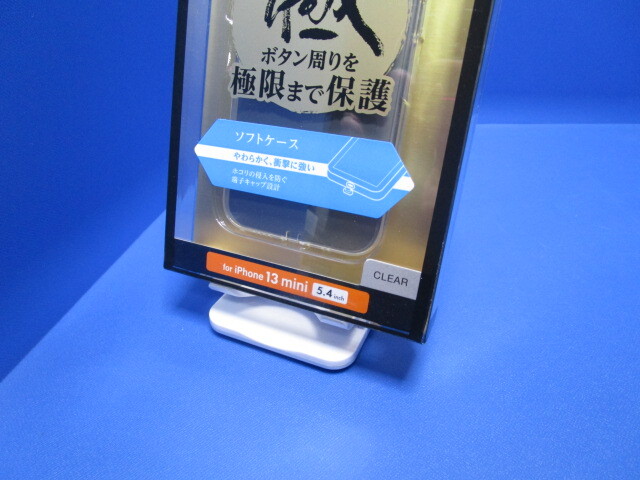 極
ボタン周りを
極限まで保護
ソフトケース
やわらかく、衝撃に強い
ホコリの侵入を防ぐ
端子キャップ設計
for iPhone 13 mini 5.4inch
CLEAR